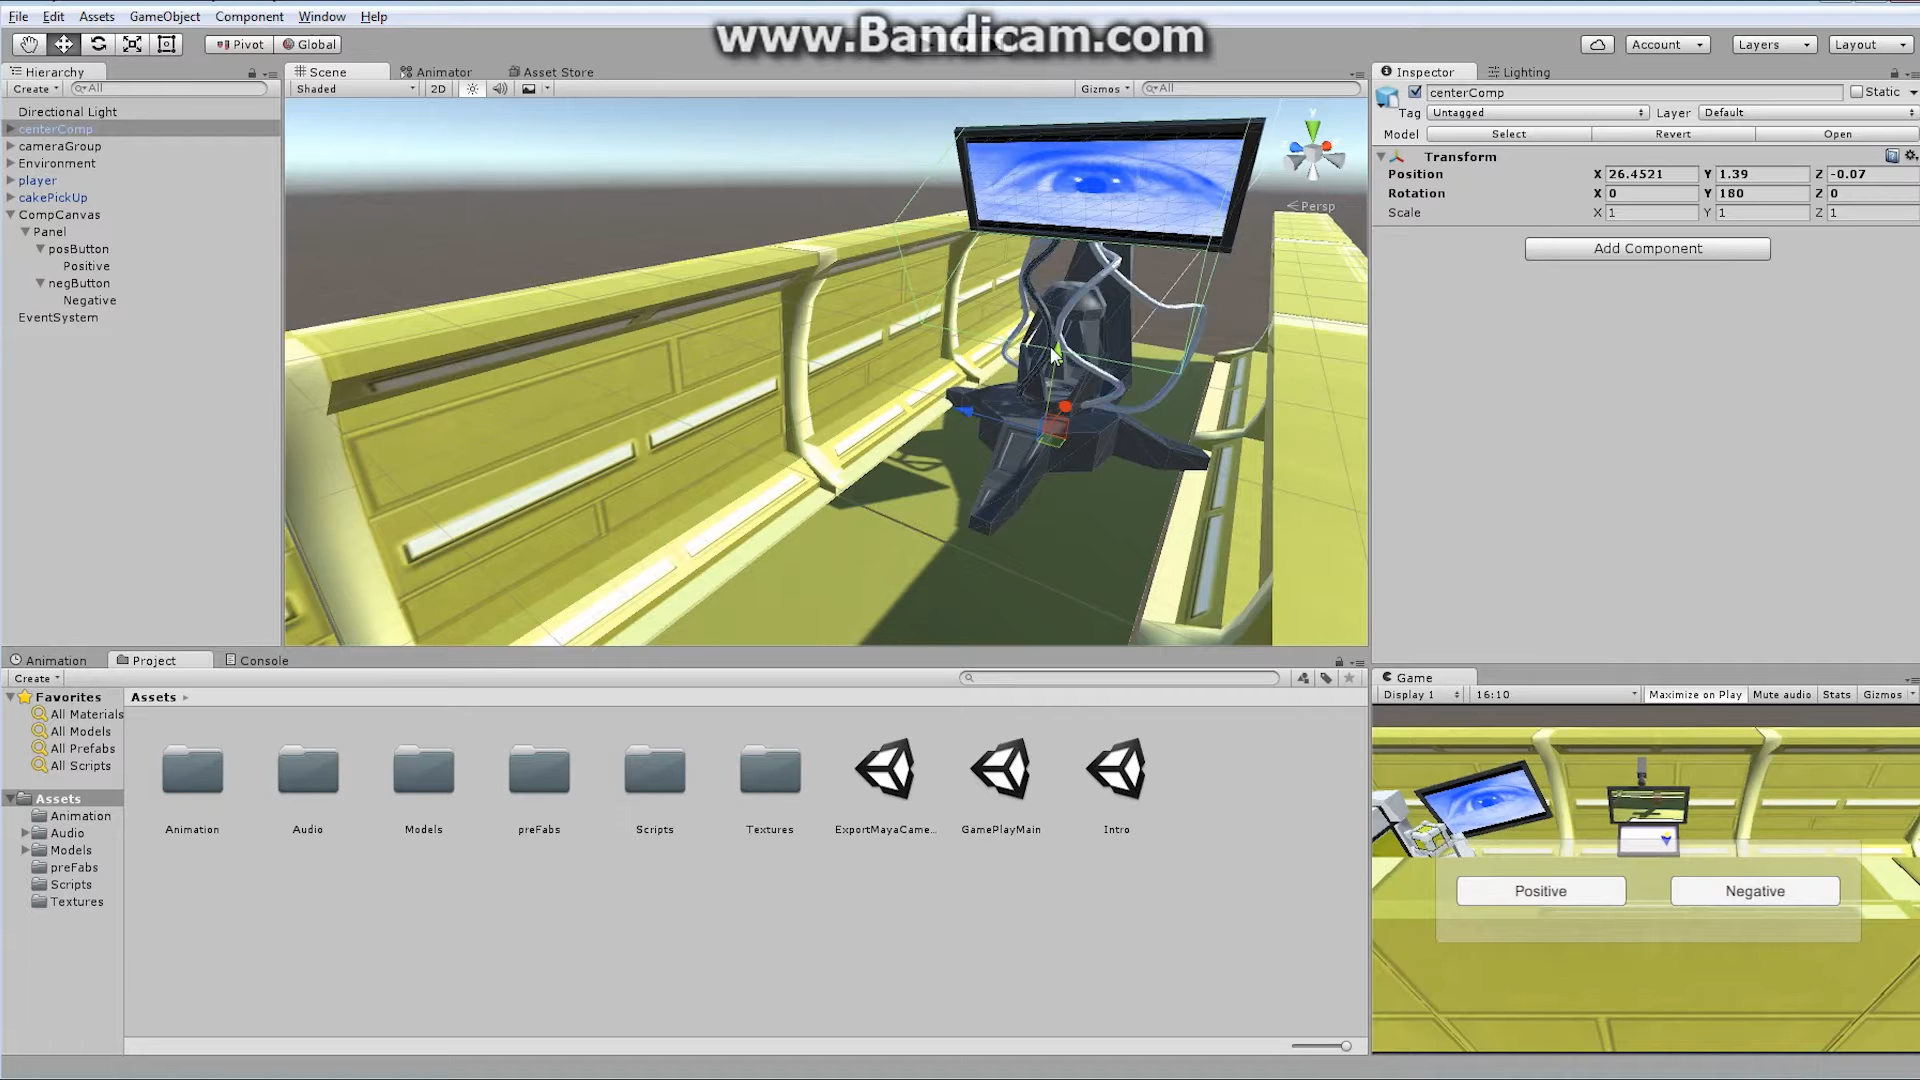 File Edit Assets GameObject Component Window Help
www.Bandicam.com
Pivot Global
Account Layers Layout
Hierarchy
Create All
Directional Light
centerComp
cameraGroup
Environment
player
cakePickUp
CompCanvas
Panel
posButton
Positive
negButton
Negative
EventSystem
Scene Animator Asset Store
Shaded 2D Gizmos All
y
Persp
Inspector Lighting
centerComp Static
Tag Untagged Layer Default
Model Select Revert Open
Transform
Position X 26.4521 Y 1.39 Z -0.07
Rotation X 0 Y 180 Z 0
Scale X 1 Y 1 Z 1
Add Component
Animation Project Console
Create
Favorites
All Materials
All Models
All Prefabs
All Scripts
Assets
Animation
Audio
Models
preFabs
Scripts
Textures
Assets
Animation Audio Models preFabs Scripts Textures ExportMayaCame... GamePlayMain Intro
Game
Display 1 16:10 Maximize on Play Mute audio Stats Gizmos
Positive Negative